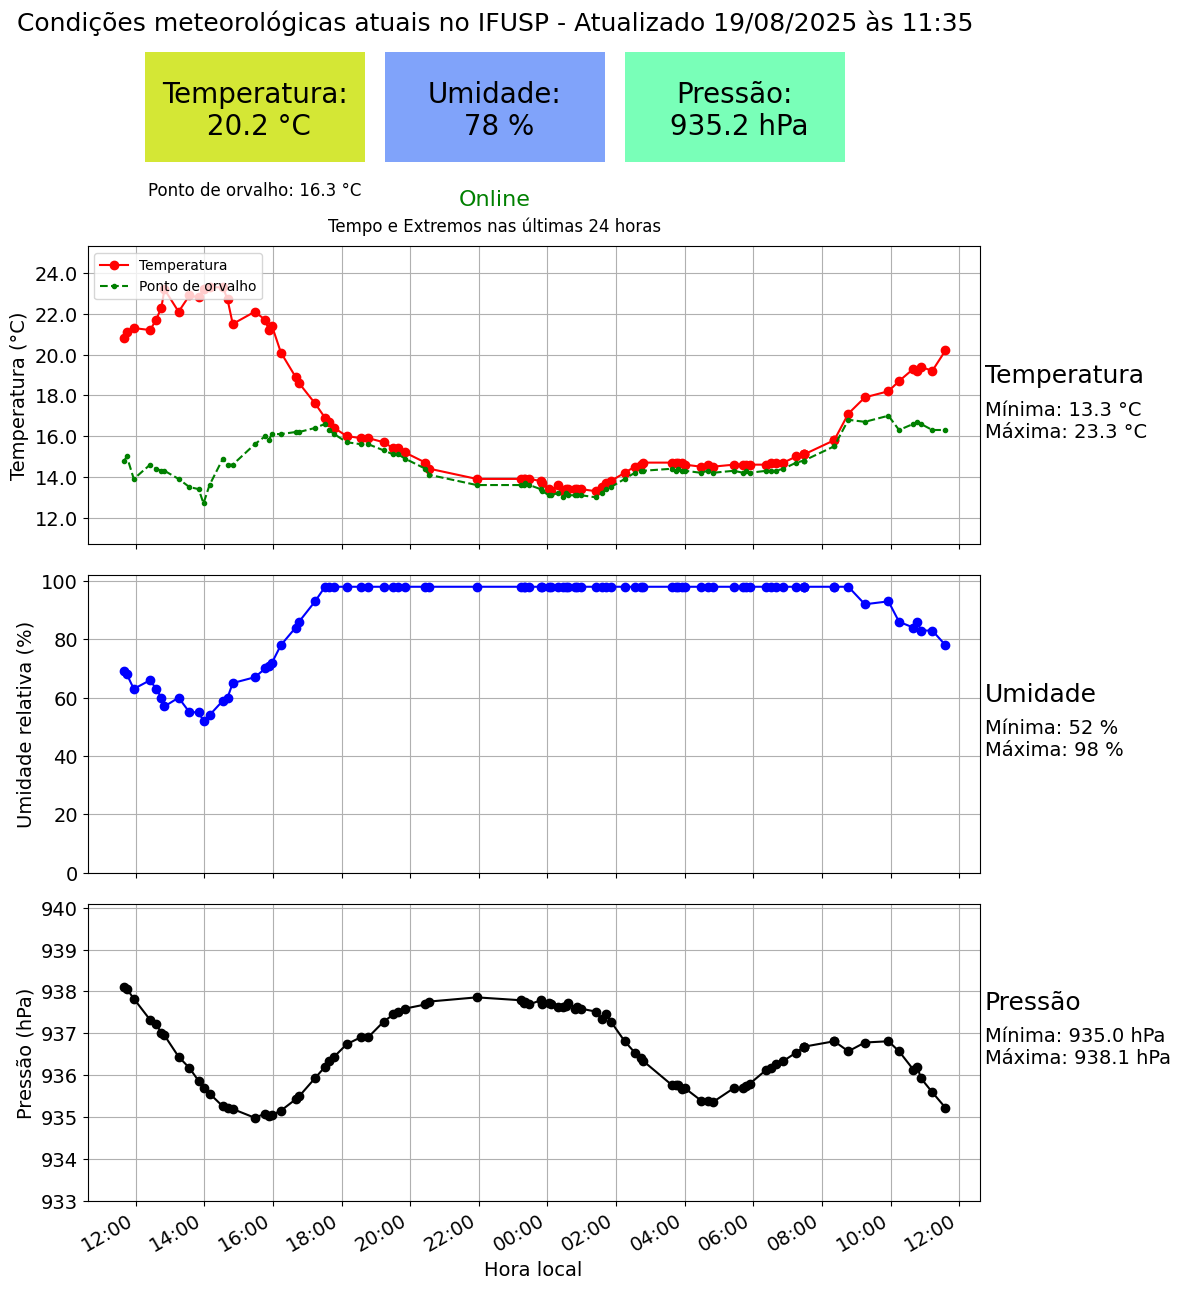 Condições meteorológicas atuais no IFUSP - Atualizado 19/08/2025 às 11:35
Temperatura:
20.2 °C
Umidade:
78 %
Pressão:
935.2 hPa
Ponto de orvalho: 16.3 °C
Online
Tempo e Extremos nas últimas 24 horas
Temperatura (°C)
24.0
22.0
20.0
18.0
16.0
14.0
12.0
Temperatura
Ponto de orvalho
Temperatura
Mínima: 13.3 °C
Máxima: 23.3 °C
Umidade relativa (%)
100
80
60
40
20
0
Umidade
Mínima: 52 %
Máxima: 98 %
Pressão (hPa)
940
939
938
937
936
935
934
933
Pressão
Mínima: 935.0 hPa
Máxima: 938.1 hPa
12:00
14:00
16:00
18:00
20:00
22:00
00:00
02:00
04:00
06:00
08:00
10:00
12:00
Hora local